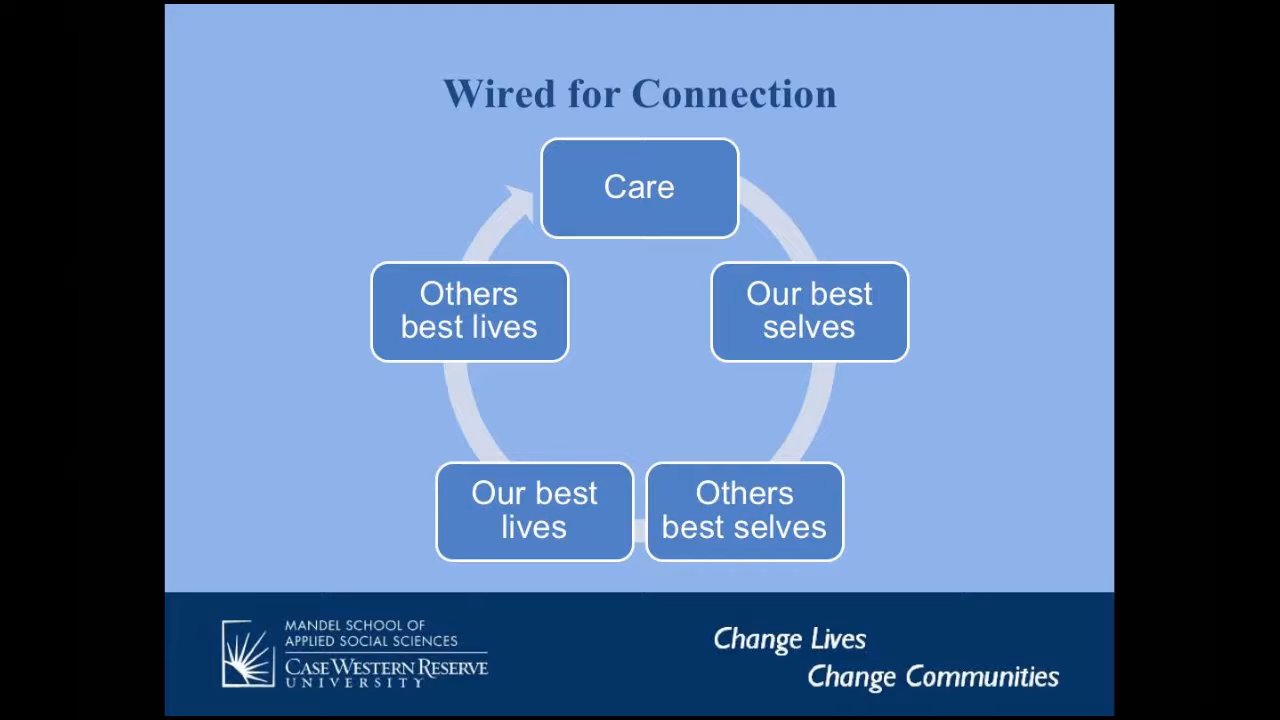 Wired for Connection
Care
Our best
selves
Others
best selves
Our best
lives
Others
best lives
MANDEL SCHOOL OF
APPLIED SOCIAL SCIENCES
CASE WESTERN RESERVE
UNIVERSITY
Change Lives
Change Communities